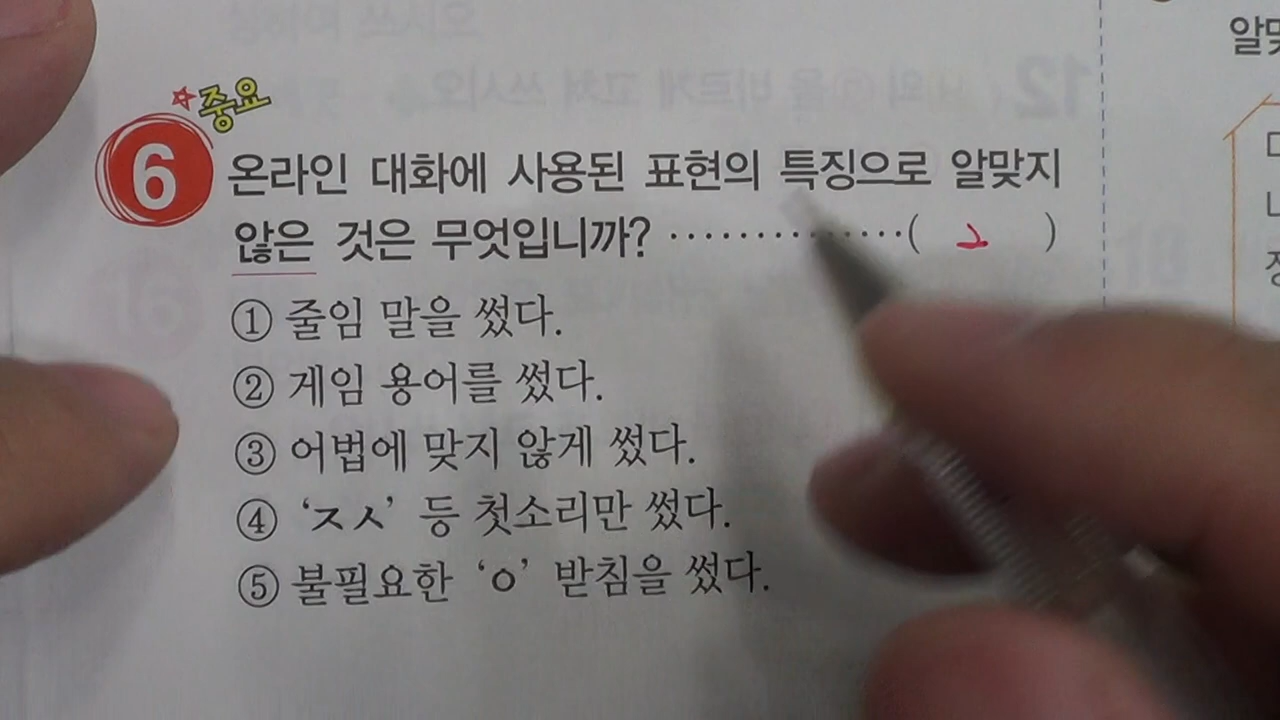 중요
6 온라인 대화에 사용된 표현의 특징으로 알맞지
않은 것은 무엇입니까? ··············( 2 )
① 줄임 말을 썼다.
② 게임 용어를 썼다.
③ 어법에 맞지 않게 썼다.
④ ‘ㅈㅅ’ 등 첫소리만 썼다.
⑤ 불필요한 ‘ㅇ’ 받침을 썼다.